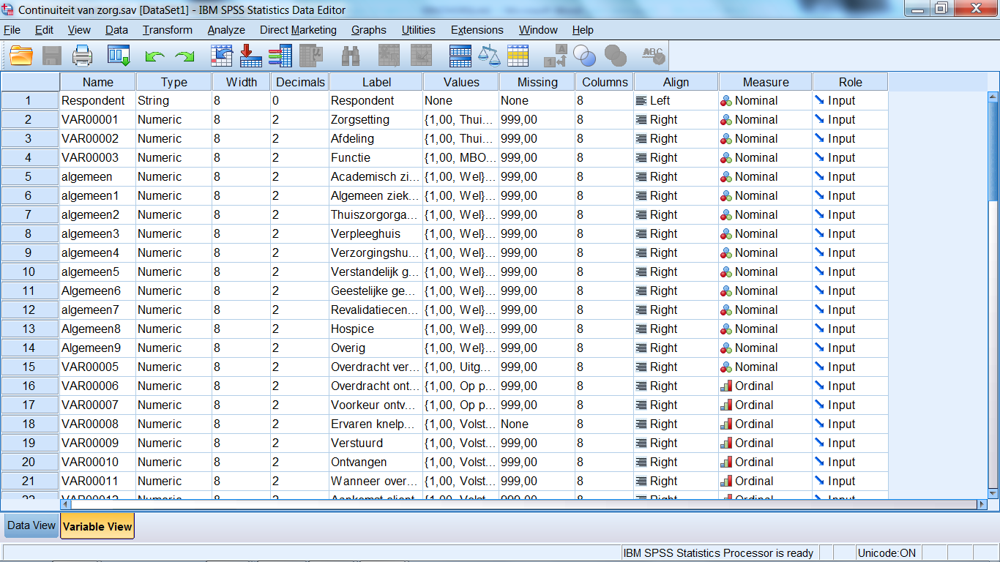 Continuiteit van zorg.sav [DataSet1] - IBM SPSS Statistics Data Editor
File Edit View Data Transform Analyze Direct Marketing Graphs Utilities Extensions Window Help
Name Type Width Decimals Label Values Missing Columns Align Measure Role
1 Respondent String 8 0 Respondent None None 8 Left Nominal Input
2 VAR00001 Numeric 8 2 Zorgsetting {1,00, Thui... 999,00 8 Right Nominal Input
3 VAR00002 Numeric 8 2 Afdeling {1,00, Thui... 999,00 8 Right Nominal Input
4 VAR00003 Numeric 8 2 Functie {1,00, MBO... 999,00 8 Right Nominal Input
5 algemeen Numeric 8 2 Academisch zi... {1,00, Wel}... 999,00 8 Right Nominal Input
6 algemeen1 Numeric 8 2 Algemeen ziek... {1,00, Wel}... 999,00 8 Right Nominal Input
7 algemeen2 Numeric 8 2 Thuiszorgorga... {1,00, Wel}... 999,00 8 Right Nominal Input
8 algemeen3 Numeric 8 2 Verpleeghuis {1,00, Wel}... 999,00 8 Right Nominal Input
9 algemeen4 Numeric 8 2 Verzorgingshu... {1,00, Wel}... 999,00 8 Right Nominal Input
10 algemeen5 Numeric 8 2 Verstandelijk g... {1,00, Wel}... 999,00 8 Right Nominal Input
11 Algemeen6 Numeric 8 2 Geestelijke ge... {1,00, Wel}... 999,00 8 Right Nominal Input
12 algemeen7 Numeric 8 2 Revalidatiecen... {1,00, Wel}... 999,00 8 Right Nominal Input
13 Algemeen8 Numeric 8 2 Hospice {1,00, Wel}... 999,00 8 Right Nominal Input
14 Algemeen9 Numeric 8 2 Overig {1,00, Wel}... 999,00 8 Right Nominal Input
15 VAR00005 Numeric 8 2 Overdracht ver... {1,00, Uitg... 999,00 8 Right Nominal Input
16 VAR00006 Numeric 8 2 Overdracht ont... {1,00, Op p... 999,00 8 Right Ordinal Input
17 VAR00007 Numeric 8 2 Voorkeur ontv... {1,00, Op p... 999,00 8 Right Ordinal Input
18 VAR00008 Numeric 8 2 Ervaren knelp... {1,00, Volst... None 8 Right Ordinal Input
19 VAR00009 Numeric 8 2 Verstuurd {1,00, Volst... 999,00 8 Right Ordinal Input
20 VAR00010 Numeric 8 2 Ontvangen {1,00, Volst... 999,00 8 Right Ordinal Input
21 VAR00011 Numeric 8 2 Wanneer over... {1,00, Volst... 999,00 8 Right Ordinal Input
22 VAR00012 Numeric 8 2 Aankomst client {1,00, Volst... 999,00 8 Right Ordinal Input
Data View Variable View
IBM SPSS Statistics Processor is ready Unicode:ON